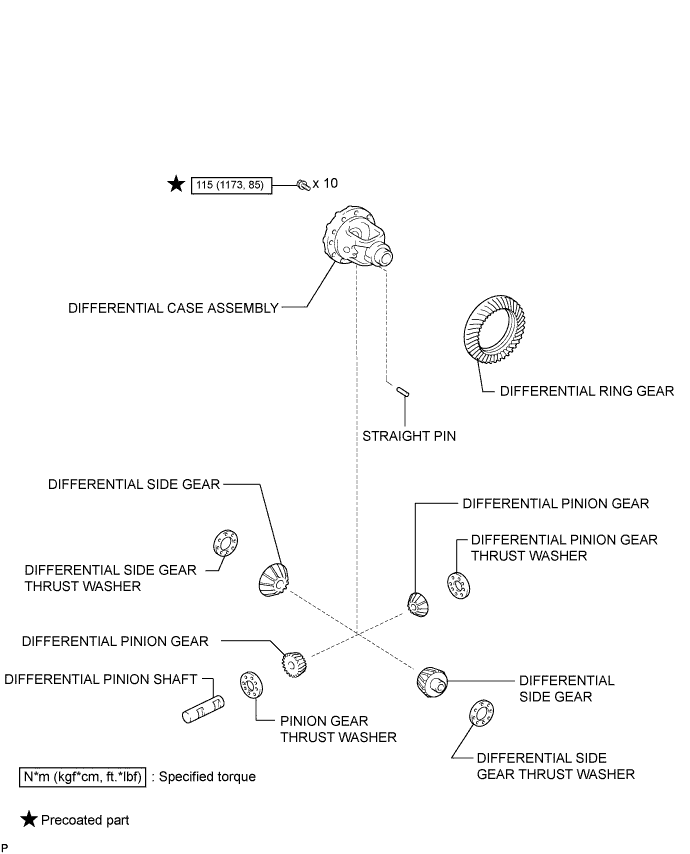 ★ 115 (1173, 85) x 10
DIFFERENTIAL CASE ASSEMBLY
DIFFERENTIAL RING GEAR
STRAIGHT PIN
DIFFERENTIAL SIDE GEAR
DIFFERENTIAL PINION GEAR
DIFFERENTIAL PINION GEAR
THRUST WASHER
DIFFERENTIAL SIDE GEAR
THRUST WASHER
DIFFERENTIAL PINION GEAR
DIFFERENTIAL PINION SHAFT
DIFFERENTIAL
SIDE GEAR
PINION GEAR
THRUST WASHER
DIFFERENTIAL SIDE
GEAR THRUST WASHER
N*m (kgf*cm, ft.*lbf) : Specified torque
★ Precoated part
P